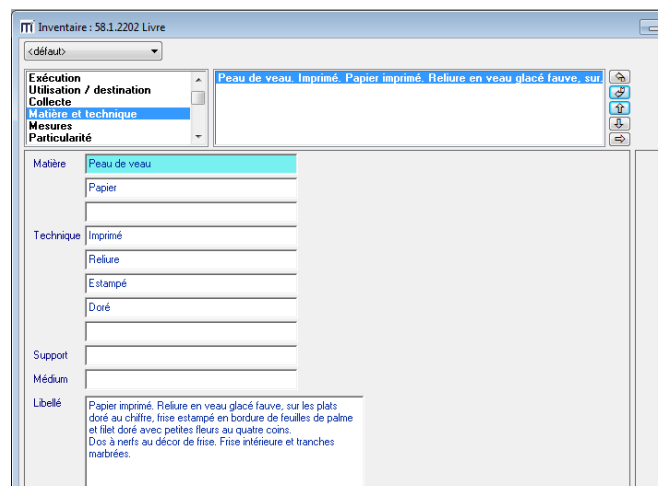 Inventaire : 58.1.2202 Livre
<défaut>
Exécution
Utilisation / destination
Collecte
Matière et technique
Mesures
Particularité
Peau de veau. Imprimé. Papier imprimé. Reliure en veau glacé fauve, sur.
Matière Peau de veau
Papier
Technique Imprimé
Reliure
Estampé
Doré
Support
Médium
Libellé
Papier imprimé. Reliure en veau glacé fauve, sur les plats
doré au chiffre, frise estampé en bordure de feuilles de palme
et filet doré avec petites fleurs au quatre coins.
Dos à nerfs au décor de frise. Frise intérieure et tranches
marbrées.